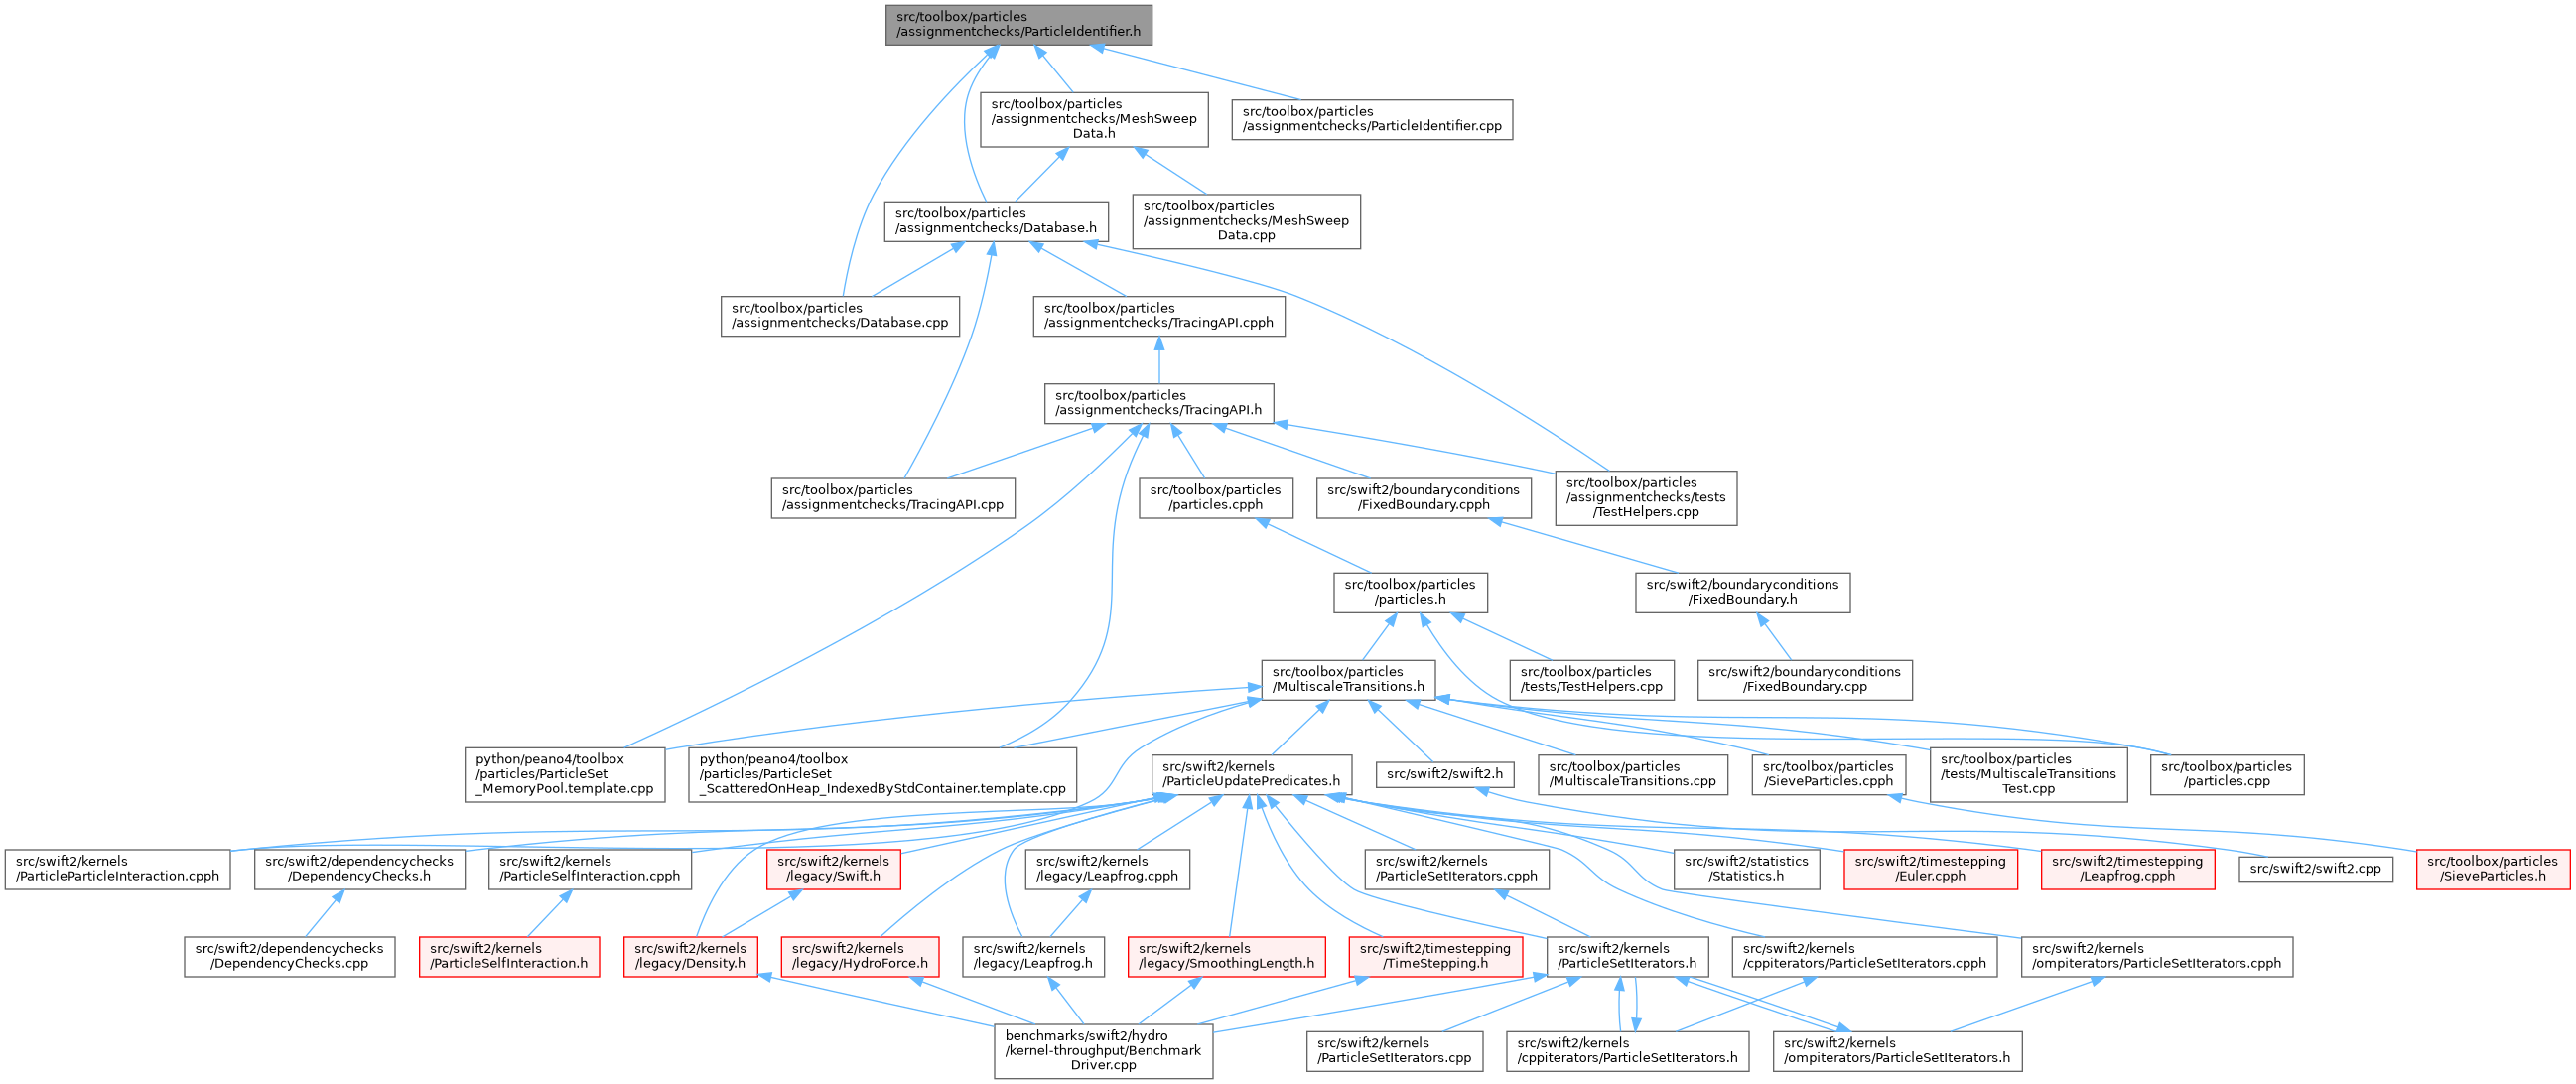 src/toolbox/particles
/assignmentchecks/ParticleIdentifier.h
src/toolbox/particles
/assignmentchecks/MeshSweep
Data.h
src/toolbox/particles
/assignmentchecks/ParticleIdentifier.cpp
src/toolbox/particles
/assignmentchecks/Database.h
src/toolbox/particles
/assignmentchecks/MeshSweep
Data.cpp
src/toolbox/particles
/assignmentchecks/Database.cpp
src/toolbox/particles
/assignmentchecks/TracingAPI.cpph
src/toolbox/particles
/assignmentchecks/TracingAPI.h
src/toolbox/particles
/assignmentchecks/TracingAPI.cpp
src/toolbox/particles
/particles.cpph
src/swift2/boundaryconditions
/FixedBoundary.cpph
src/toolbox/particles
/assignmentchecks/tests
/TestHelpers.cpp
src/toolbox/particles
/particles.h
src/swift2/boundaryconditions
/FixedBoundary.h
src/toolbox/particles
/MultiscaleTransitions.h
src/toolbox/particles
/tests/TestHelpers.cpp
src/swift2/boundaryconditions
/FixedBoundary.cpp
python/peano4/toolbox
/particles/ParticleSet
_MemoryPool.template.cpp
python/peano4/toolbox
/particles/ParticleSet
_ScatteredOnHeap_IndexedByStdContainer.template.cpp
src/swift2/kernels
/ParticleUpdatePredicates.h
src/swift2/swift2.h
src/toolbox/particles
/MultiscaleTransitions.cpp
src/toolbox/particles
/SieveParticles.cpph
src/toolbox/particles
/tests/MultiscaleTransitions
Test.cpp
src/toolbox/particles
/particles.cpp
src/swift2/kernels
/ParticleParticleInteraction.cpph
src/swift2/dependencychecks
/DependencyChecks.h
src/swift2/kernels
/ParticleSelfInteraction.cpph
src/swift2/kernels
/legacy/Swift.h
src/swift2/kernels
/legacy/Leapfrog.cpph
src/swift2/kernels
/ParticleSetIterators.cpph
src/swift2/statistics
/Statistics.h
src/swift2/timestepping
/Euler.cpph
src/swift2/timestepping
/Leapfrog.cpph
src/swift2/swift2.cpp
src/toolbox/particles
/SieveParticles.h
src/swift2/dependencychecks
/DependencyChecks.cpp
src/swift2/kernels
/ParticleSelfInteraction.h
src/swift2/kernels
/legacy/Density.h
src/swift2/kernels
/legacy/HydroForce.h
src/swift2/kernels
/legacy/Leapfrog.h
src/swift2/kernels
/legacy/SmoothingLength.h
src/swift2/timestepping
/TimeStepping.h
src/swift2/kernels
/ParticleSetIterators.h
src/swift2/kernels
/cppiterators/ParticleSetIterators.cpph
src/swift2/kernels
/ompiterators/ParticleSetIterators.cpph
benchmarks/swift2/hydro
/kernel-throughput/Benchmark
Driver.cpp
src/swift2/kernels
/ParticleSetIterators.cpp
src/swift2/kernels
/cppiterators/ParticleSetIterators.h
src/swift2/kernels
/ompiterators/ParticleSetIterators.h